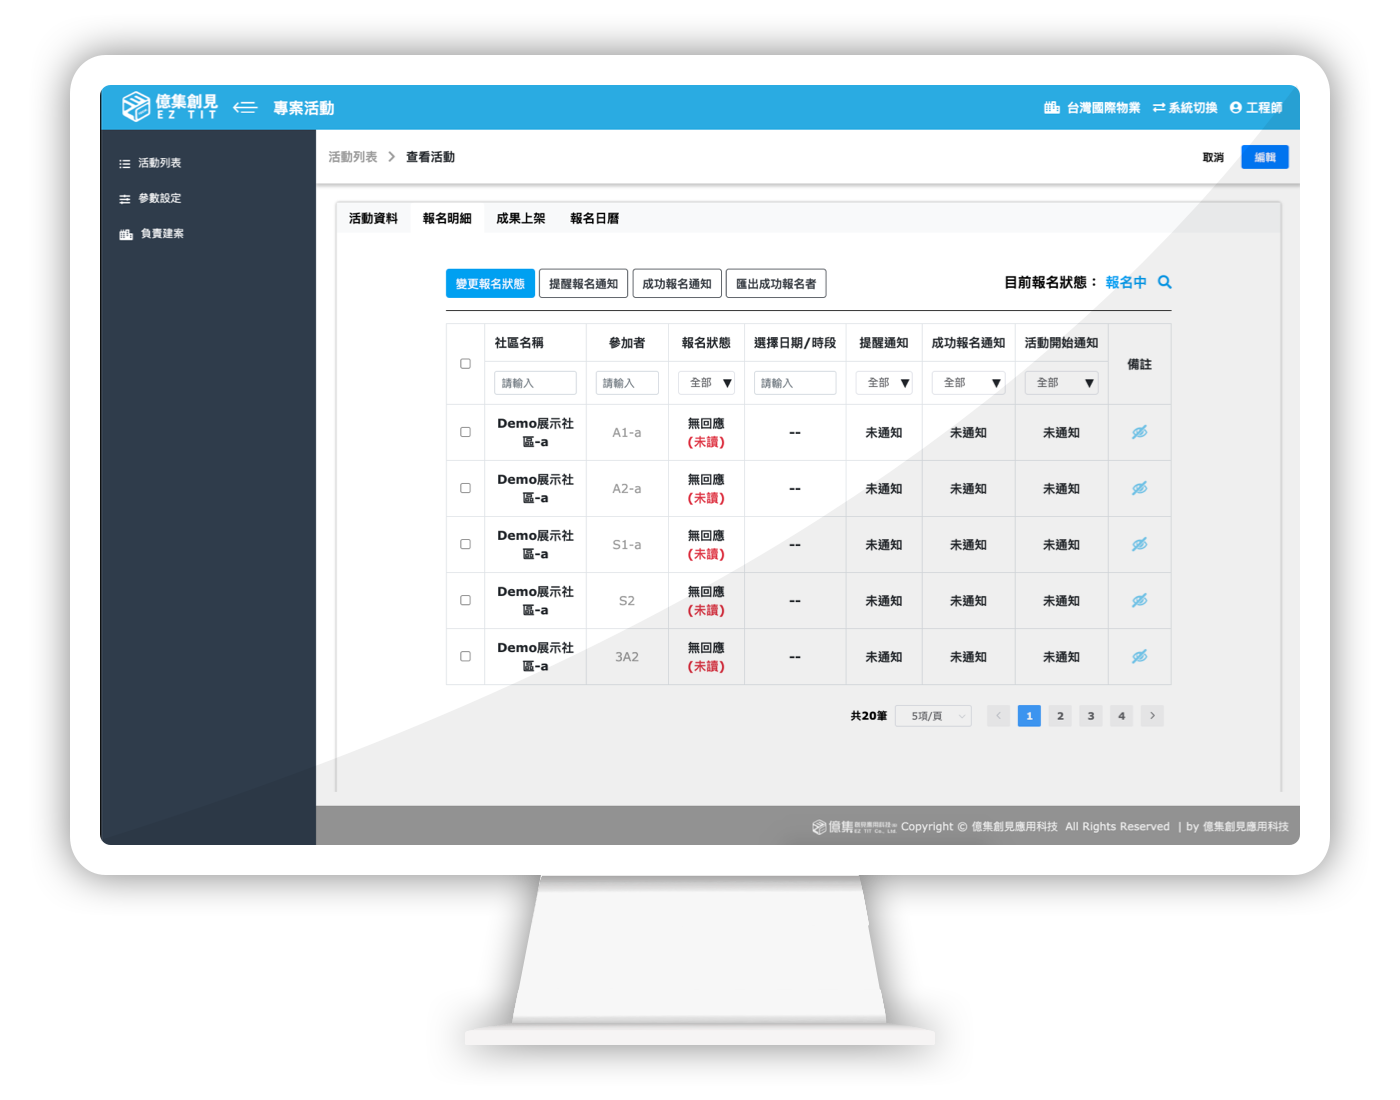 億集創見
EZ TIT
專案活動
台灣國際物業 系統切換 工程師
活動列表
參數設定
負責建案
活動列表 > 查看活動
取消 編輯
活動資料 報名明細 成果上架 報名日曆
變更報名狀態 提醒報名通知 成功報名通知 匯出成功報名者
目前報名狀態： 報名中
社區名稱 參加者 報名狀態 選擇日期/時段 提醒通知 成功報名通知 活動開始通知 備註
請輸入 請輸入 全部 請輸入 全部 全部 全部
Demo展示社區-a A1-a 無回應 (未讀) -- 未通知 未通知 未通知
Demo展示社區-a A2-a 無回應 (未讀) -- 未通知 未通知 未通知
Demo展示社區-a S1-a 無回應 (未讀) -- 未通知 未通知 未通知
Demo展示社區-a S2 無回應 (未讀) -- 未通知 未通知 未通知
Demo展示社區-a 3A2 無回應 (未讀) -- 未通知 未通知 未通知
共20筆 5項/頁 < 1 2 3 4 >
億集 EZ TIT Co., Ltd. Copyright © 億集創見應用科技 All Rights Reserved | by 億集創見應用科技